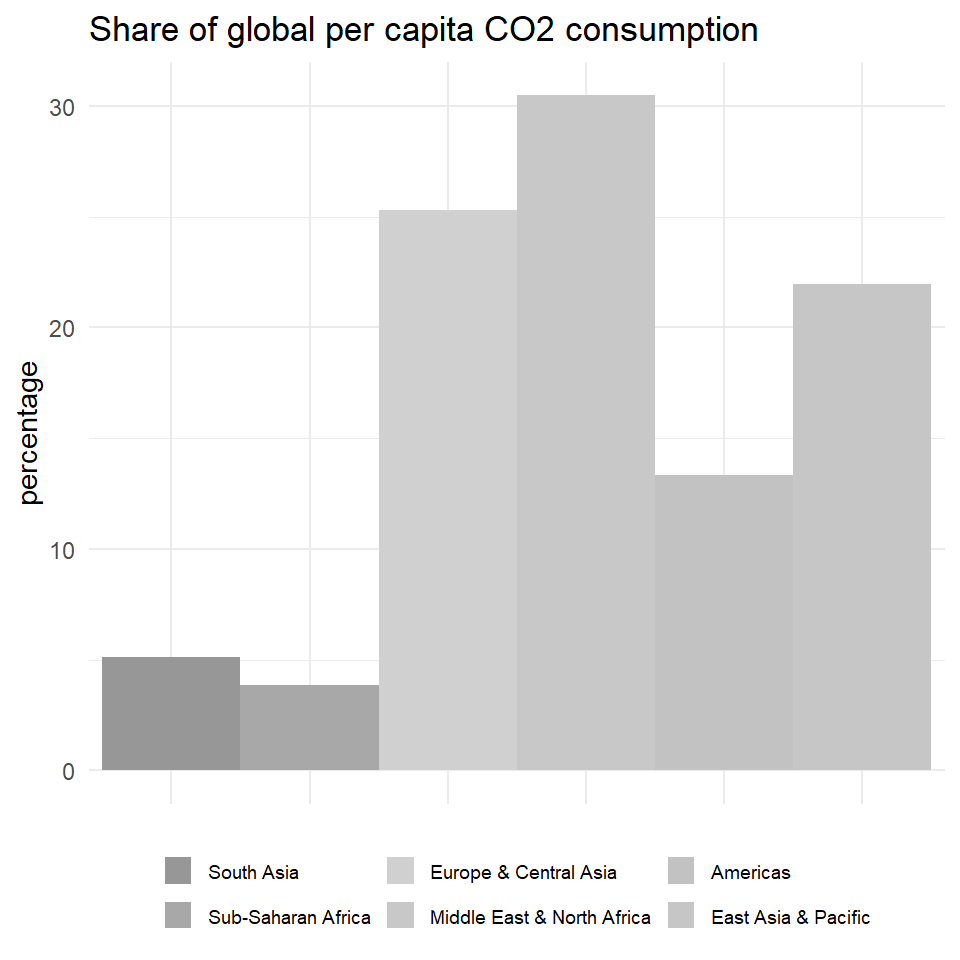 Share of global per capita CO2 consumption
percentage
30
20
10
0
South Asia
Europe & Central Asia
Americas
Sub-Saharan Africa
Middle East & North Africa
East Asia & Pacific